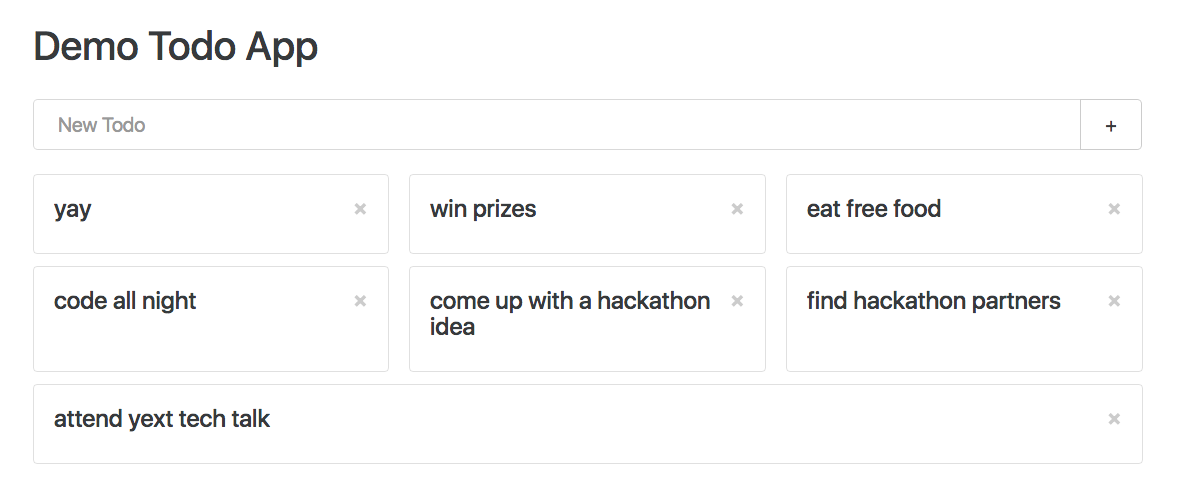 Demo Todo App
New Todo
+
yay ×
win prizes ×
eat free food ×
code all night ×
come up with a hackathon ×
idea
find hackathon partners ×
attend yext tech talk ×